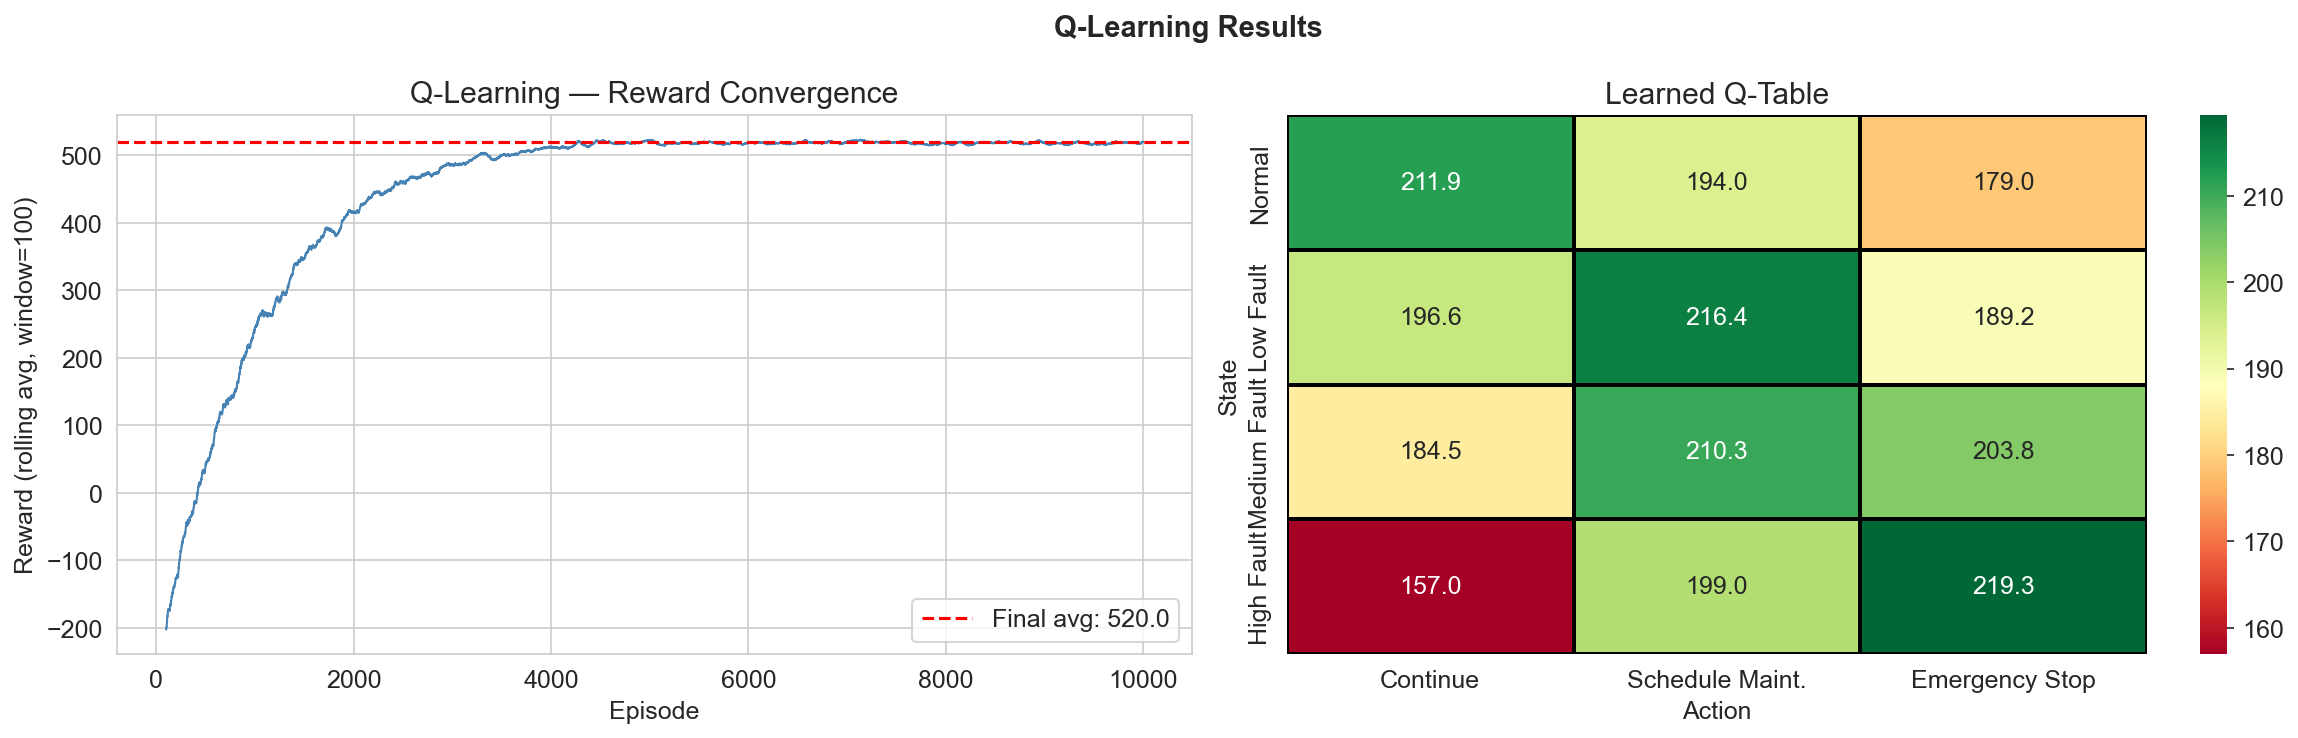 Q-Learning Results
Q-Learning — Reward Convergence
Reward (rolling avg, window=100)
500
400
300
200
100
0
−100
−200
0 2000 4000 6000 8000 10000
Episode
Final avg: 520.0
Learned Q-Table
State
Normal
Low Fault
Medium Fault
High Fault
211.9 194.0 179.0
196.6 216.4 189.2
184.5 210.3 203.8
157.0 199.0 219.3
Continue Schedule Maint. Emergency Stop
Action
210
200
190
180
170
160